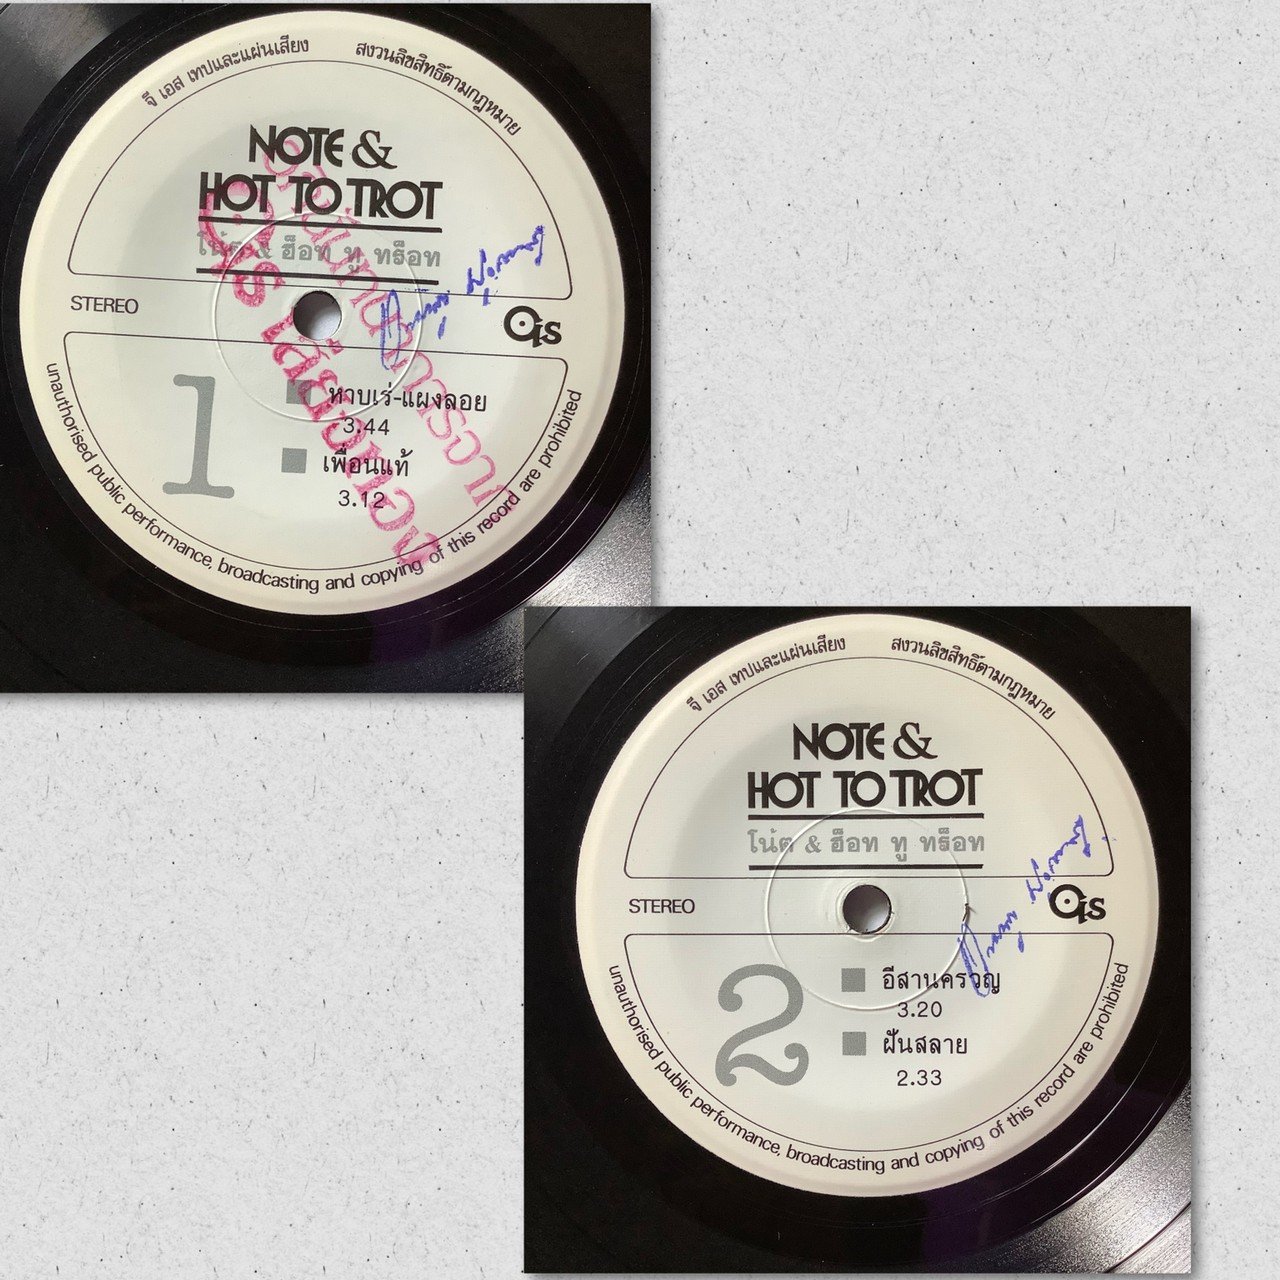 จี เอส เทปและแผ่นเสียง สงวนลิขสิทธิ์ตามกฎหมาย
NOTE &
HOT TO TROT
โน้ต & ฮ็อท ทู ทร็อท
STEREO
1
หาบเร่-แผงลอย
3.44
เพื่อนแท้
3.12
unauthorised public performance, broadcasting and copying of this record are prohibited
จี เอส เทปและแผ่นเสียง สงวนลิขสิทธิ์ตามกฎหมาย
NOTE &
HOT TO TROT
โน้ต & ฮ็อท ทู ทร็อท
STEREO
2
อีสานครวญ
3.20
ฝันสลาย
2.33
unauthorised public performance, broadcasting and copying of this record are prohibited